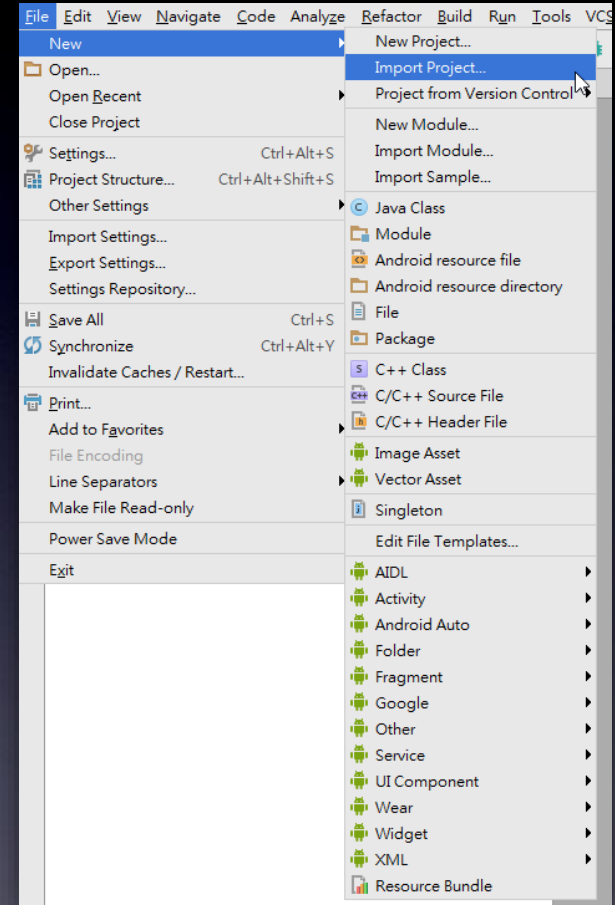 File Edit View Navigate Code Analyze Refactor Build Run Tools VCS
New
Open...
Open Recent
Close Project
Settings... Ctrl+Alt+S
Project Structure... Ctrl+Alt+Shift+S
Other Settings
Import Settings...
Export Settings...
Settings Repository...
Save All Ctrl+S
Synchronize Ctrl+Alt+Y
Invalidate Caches / Restart...
Print...
Add to Favorites
File Encoding
Line Separators
Make File Read-only
Power Save Mode
Exit
New Project...
Import Project...
Project from Version Control
New Module...
Import Module...
Import Sample...
C Java Class
Module
Android resource file
Android resource directory
File
Package
S C++ Class
C++ C/C++ Source File
h C/C++ Header File
Image Asset
Vector Asset
Singleton
Edit File Templates...
AIDL
Activity
Android Auto
Folder
Fragment
Google
Other
Service
UI Component
Wear
Widget
XML
Resource Bundle